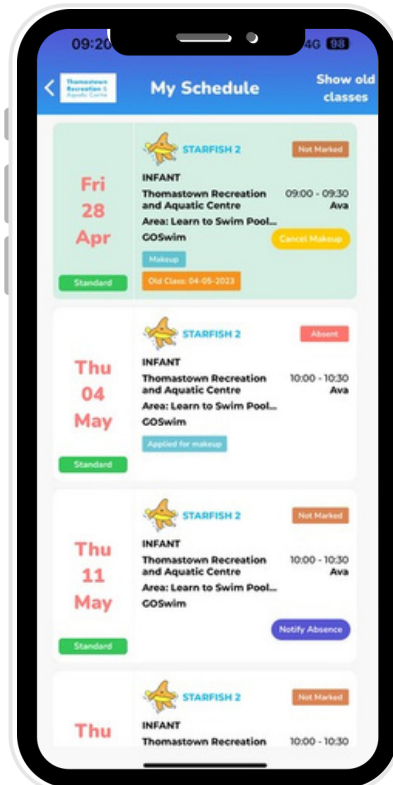 09:20
4G 98
Thomastown
Recreation &
Aquatic Centre
My Schedule
Show old
classes
Fri
28
Apr
Standard
STARFISH 2
Not Marked
INFANT
Thomastown Recreation
and Aquatic Centre
09:00 - 09:30
Ava
Area: Learn to Swim Pool...
GOSwim
Cancel Makeup
Makeup
Old Class: 04-05-2023
Thu
04
May
Standard
STARFISH 2
Absent
INFANT
Thomastown Recreation
and Aquatic Centre
10:00 - 10:30
Ava
Area: Learn to Swim Pool...
GOSwim
Applied for makeup
Thu
11
May
Standard
STARFISH 2
Not Marked
INFANT
Thomastown Recreation
and Aquatic Centre
10:00 - 10:30
Ava
Area: Learn to Swim Pool...
GOSwim
Notify Absence
Thu
STARFISH 2
Not Marked
INFANT
Thomastown Recreation
10:00 - 10:30